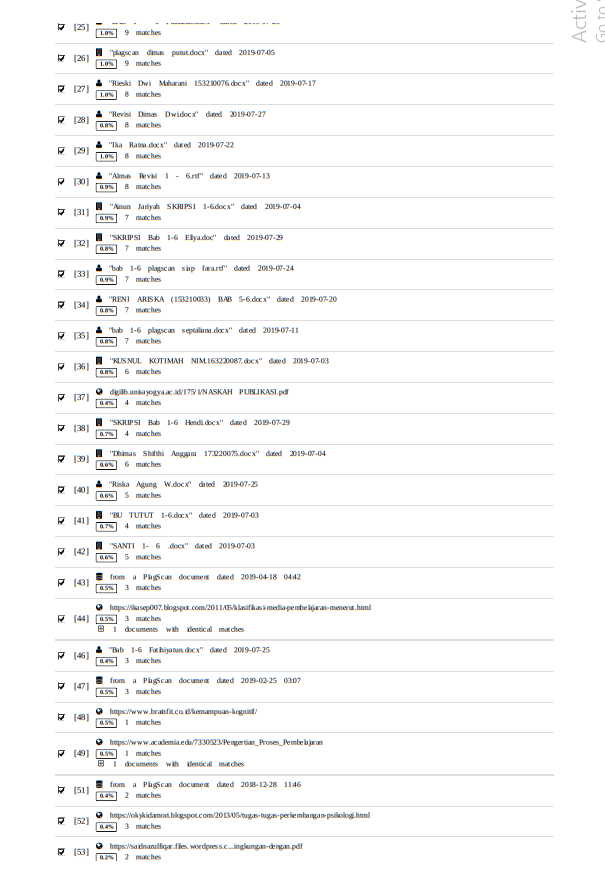 [25]
1.0% 9 matches
[26] "plagscan dimas putut.docx" dated 2019-07-05
1.0% 9 matches
[27] "Rieski Dwi Maharani 153210076.docx" dated 2019-07-17
1.0% 8 matches
[28] "Revisi Dimas Dwi.docx" dated 2019-07-27
0.8% 8 matches
[29] "Ika Ratna.docx" dated 2019-07-22
1.0% 8 matches
[30] "Almas Revisi 1 - 6.rtf" dated 2019-07-13
0.9% 8 matches
[31] "Ainun Jariyah SKRIPSI 1-6.docx" dated 2019-07-04
0.9% 7 matches
[32] "SKRIPSI Bab 1-6 Ellya.doc" dated 2019-07-29
0.8% 7 matches
[33] "bab 1-6 plagscan siap fara.rtf" dated 2019-07-24
0.9% 7 matches
[34] "RENI ARISKA (153210033) BAB 5-6.docx" dated 2019-07-20
0.8% 7 matches
[35] "bab 1-6 plagscan septaliana.docx" dated 2019-07-11
0.8% 7 matches
[36] "KUSNUL KOTIMAH NIM.163220087.docx" dated 2019-07-03
0.8% 6 matches
[37] digilib.unisayogya.ac.id/175/1/NASKAH PUBLIKASI.pdf
0.4% 4 matches
[38] "SKRIPSI Bab 1-6 Hendi.docx" dated 2019-07-29
0.7% 4 matches
[39] "Dhimas Shifthi Anggara 173220075.docx" dated 2019-07-04
0.6% 6 matches
[40] "Riska Agung W.docx" dated 2019-07-25
0.6% 5 matches
[41] "BU TUTUT 1-6.docx" dated 2019-07-03
0.7% 4 matches
[42] "SANTI 1- 6 .docx" dated 2019-07-03
0.6% 5 matches
[43] from a PlagScan document dated 2019-04-18 04:42
0.5% 3 matches
[44] https://ikasep007.blogspot.com/2011/05/klasifikasi-media-pembelajaran-menurut.html
0.5% 3 matches
1 documents with identical matches
[46] "Bab 1-6 Fatihiyatun.docx" dated 2019-07-25
0.4% 3 matches
[47] from a PlagScan document dated 2019-02-25 03:07
0.5% 3 matches
[48] https://www.brainfit.co.id/kemampuan-kognitif/
0.5% 1 matches
[49] https://www.academia.edu/7330523/Pengertian_Proses_Pembelajaran
0.5% 1 matches
1 documents with identical matches
[51] from a PlagScan document dated 2018-12-28 11:46
0.4% 2 matches
[52] https://okykidamori.blogspot.com/2013/05/tugas-tugas-perkembangan-psikologi.html
0.4% 3 matches
[53] https://saidnazulfiqar.files.wordpress.c...ingkungan-dengan.pdf
0.2% 2 matches
Activ
Go to